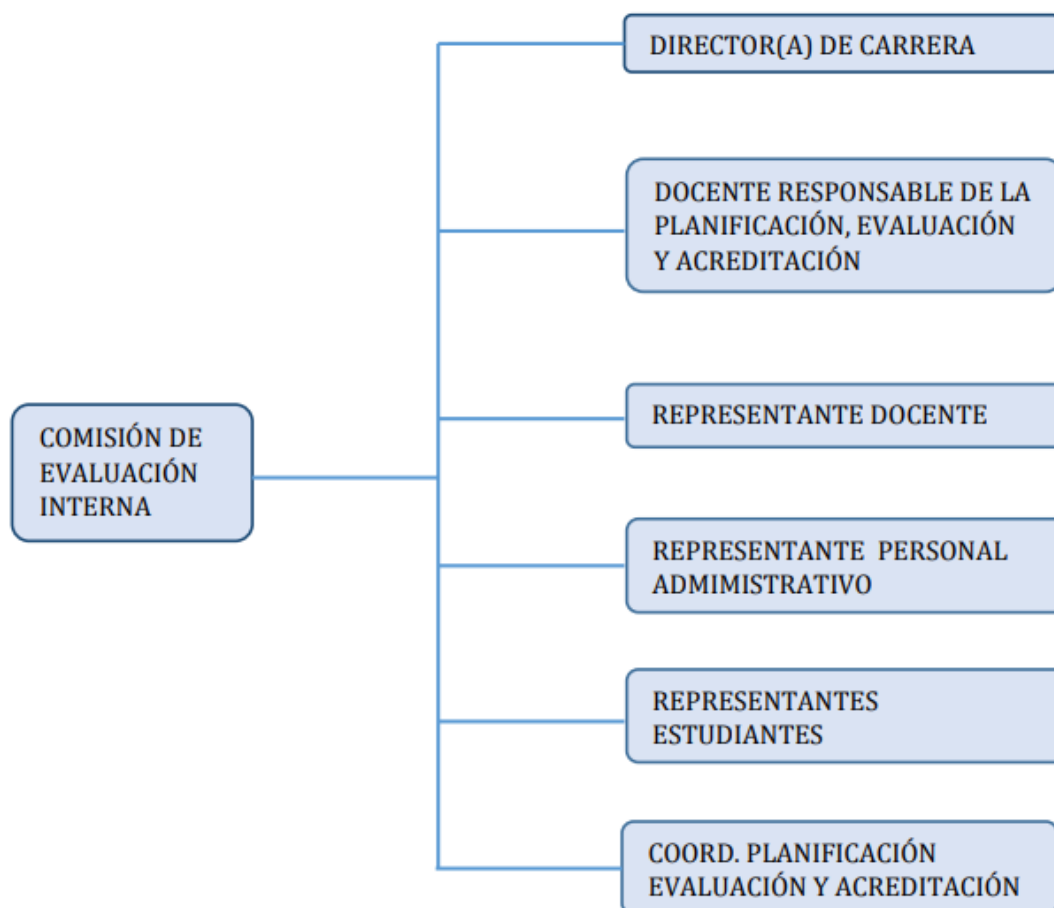 DIRECTOR(A) DE CARRERA
DOCENTE RESPONSABLE DE LA
PLANIFICACIÓN, EVALUACIÓN
Y ACREDITACIÓN
REPRESENTANTE DOCENTE
COMISIÓN DE
EVALUACIÓN
INTERNA
REPRESENTANTE PERSONAL
ADMIMISTRATIVO
REPRESENTANTES
ESTUDIANTES
COORD. PLANIFICACIÓN
EVALUACIÓN Y ACREDITACIÓN